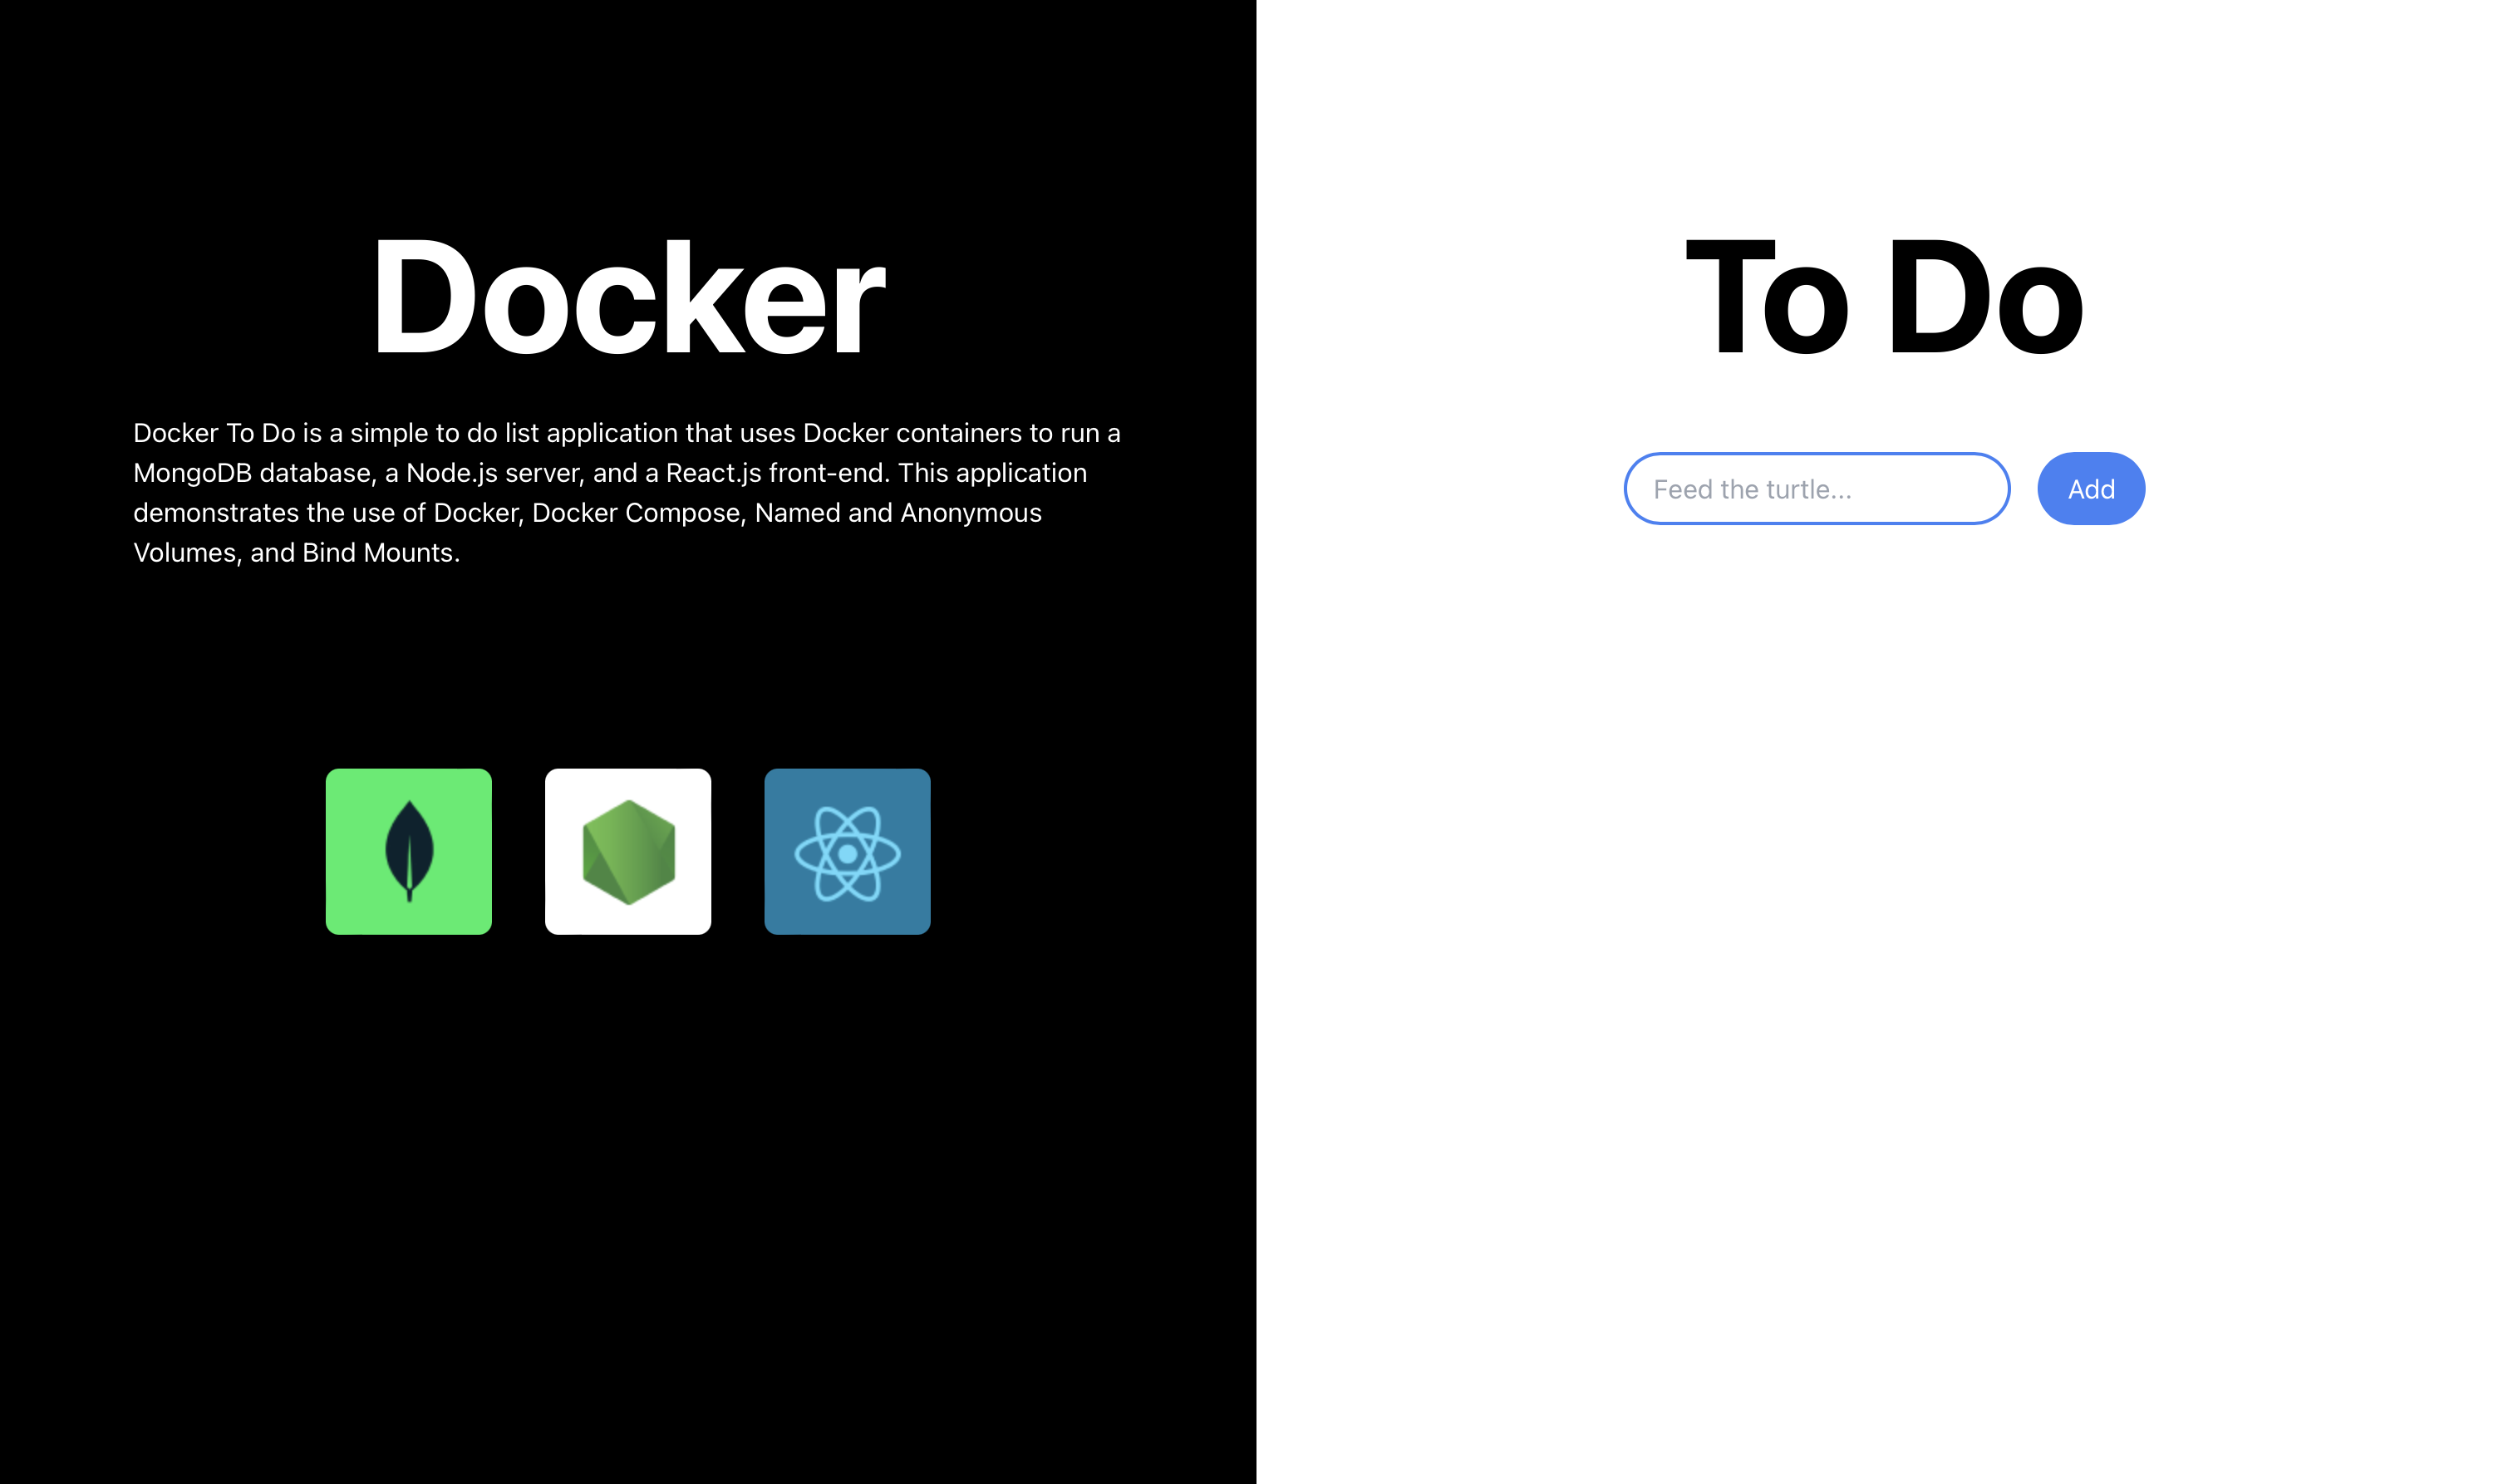 Docker
Docker To Do is a simple to do list application that uses Docker containers to run a
MongoDB database, a Node.js server, and a React.js front-end. This application
demonstrates the use of Docker, Docker Compose, Named and Anonymous
Volumes, and Bind Mounts.
To Do
Feed the turtle...
Add